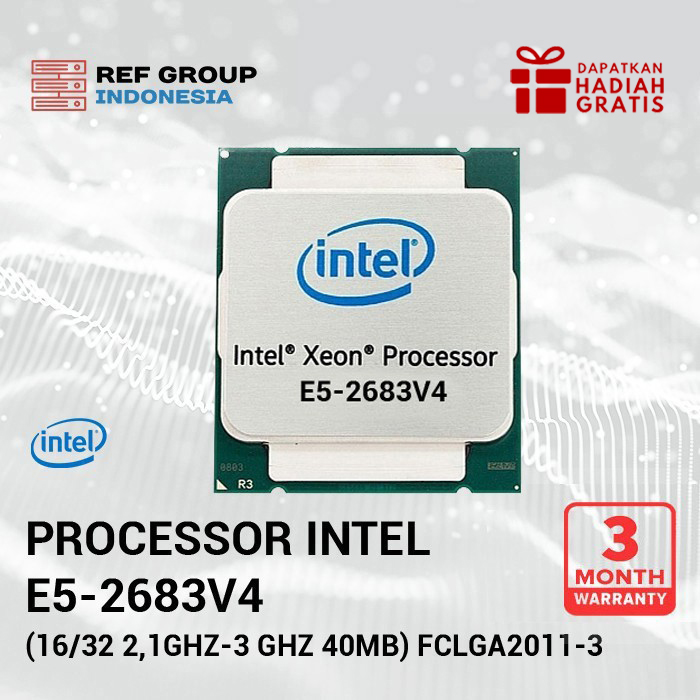 REF GROUP
INDONESIA
DAPATKAN
HADIAH
GRATIS
intel®
Intel® Xeon® Processor
E5-2683V4
0803
R3
intel
PROCESSOR INTEL
E5-2683V4
(16/32 2,1GHZ-3 GHZ 40MB) FCLGA2011-3
3
MONTH
WARRANTY